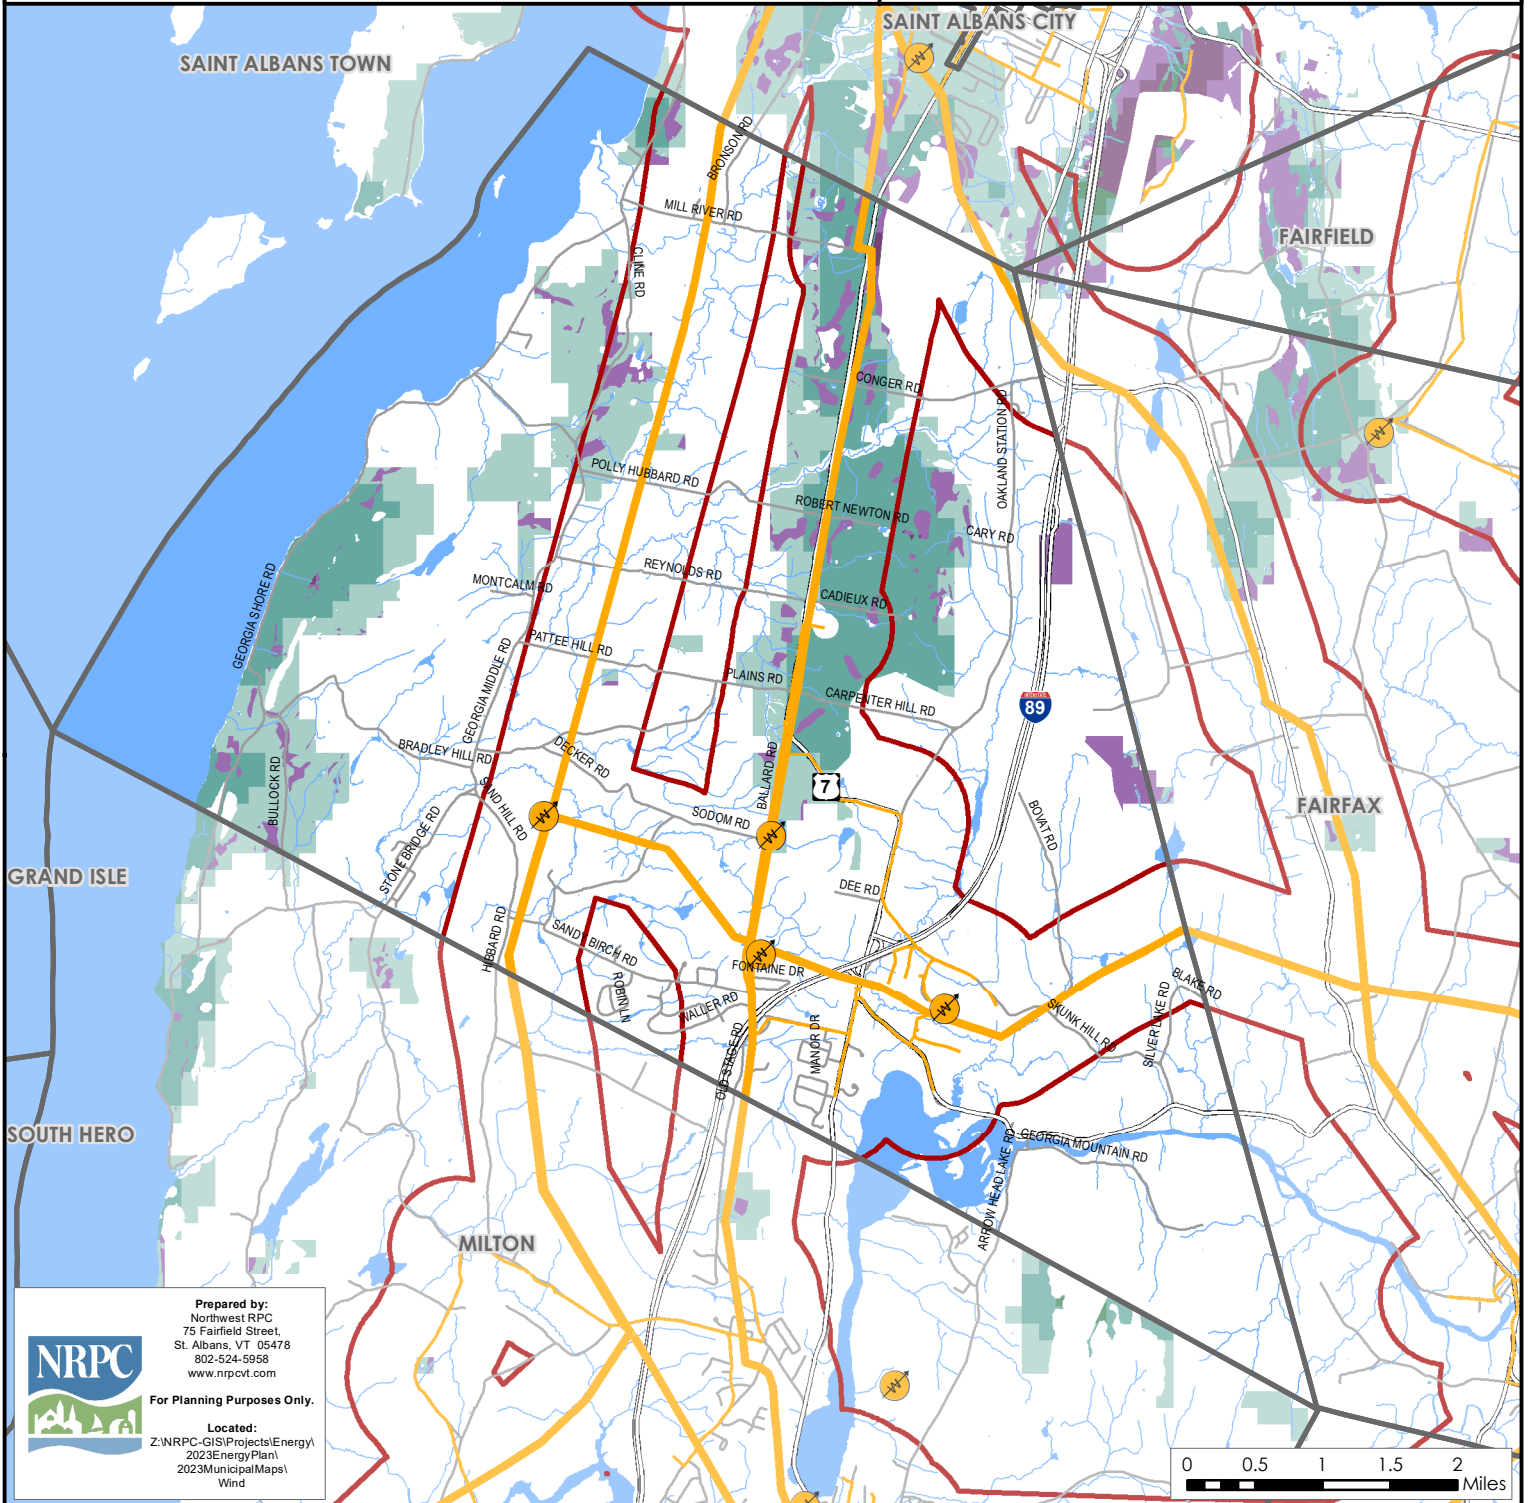 SAINT ALBANS CITY
SAINT ALBANS TOWN
BRONSON RD
MILL RIVER RD
FAIRFIELD
CLINE RD
CONGER RD
OAKLAND STATION RD
POLLY HUBBARD RD
ROBERT NEWTON RD
CARY RD
REYNOLDS RD
MONTCALM RD
CADIEUX RD
GEORGIA SHORE RD
PATTEE HILL RD
GEORGIA MIDDLE RD
PLAINS RD
CARPENTER HILL RD
INTERSTATE
89
BRADLEY HILL RD
DECKER RD
BALLARD RD
7
BULLOCK RD
SAND HILL RD
SODOM RD
BOVAT RD
FAIRFAX
STONE BRIDGE RD
GRAND ISLE
DEE RD
HIBBARD RD
SANDY BIRCH RD
FONTAINE DR
ROBIN LN
WALLER RD
BLAKE RD
SKUNK HILL RD
SILVER LAKE RD
OLD STAGE RD
MANOR DR
SOUTH HERO
GEORGIA MOUNTAIN RD
ARROW HEAD LAKE RD
MILTON
W
W
W
W
W
W
W
W
NRPC
Prepared by:
Northwest RPC
75 Fairfield Street,
St. Albans, VT 05478
802-524-5958
www.nrpcvt.com
For Planning Purposes Only.
Located:
Z:\NRPC-GIS\Projects\Energy\
2023EnergyPlan\
2023MunicipalMaps\
Wind
0 0.5 1 1.5 2
Miles